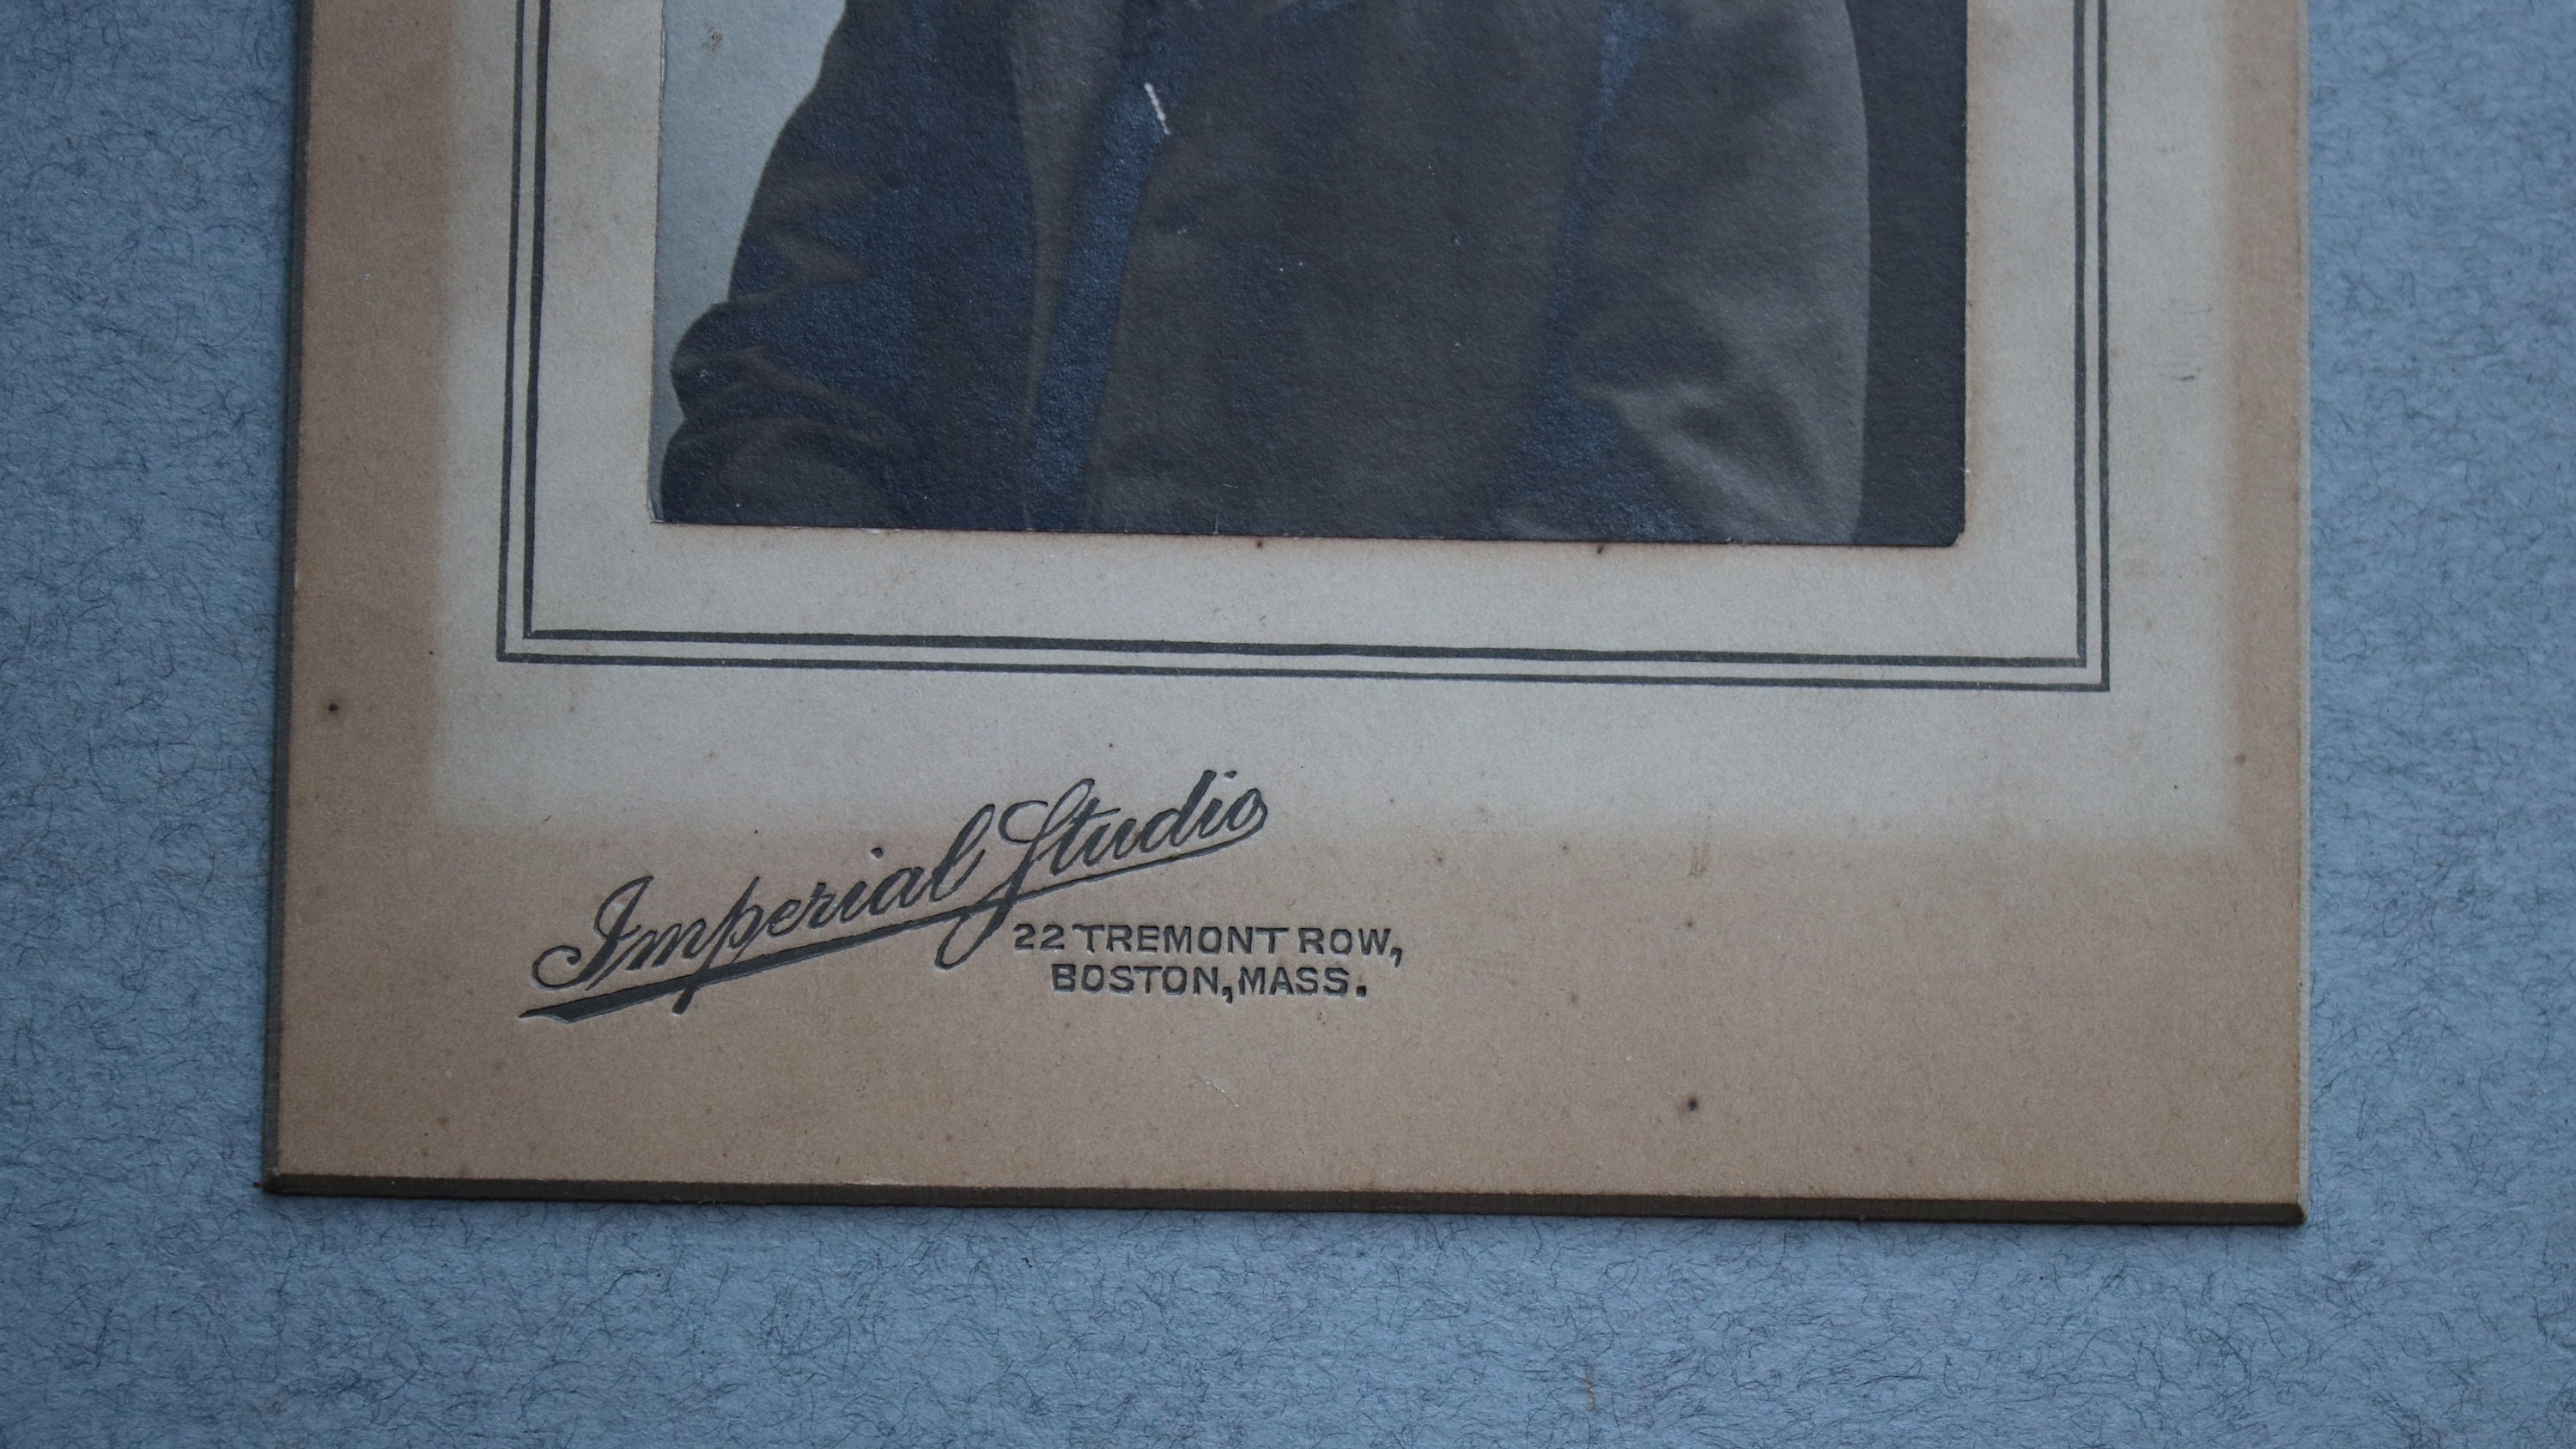 Imperial Studio
22 TREMONT ROW,
BOSTON, MASS.